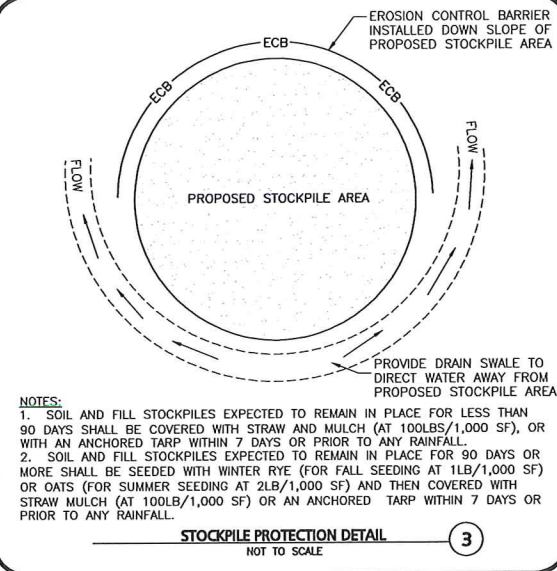 EROSION CONTROL BARRIER
INSTALLED DOWN SLOPE OF
PROPOSED STOCKPILE AREA
ECB
ECB
ECB
FLOW
FLOW
PROPOSED STOCKPILE AREA
PROVIDE DRAIN SWALE TO
DIRECT WATER AWAY FROM
PROPOSED STOCKPILE AREA
NOTES:
1. SOIL AND FILL STOCKPILES EXPECTED TO REMAIN IN PLACE FOR LESS THAN
90 DAYS SHALL BE COVERED WITH STRAW AND MULCH (AT 100LBS/1,000 SF), OR
WITH AN ANCHORED TARP WITHIN 7 DAYS OR PRIOR TO ANY RAINFALL.
2. SOIL AND FILL STOCKPILES EXPECTED TO REMAIN IN PLACE FOR 90 DAYS OR
MORE SHALL BE SEEDED WITH WINTER RYE (FOR FALL SEEDING AT 1LB/1,000 SF)
OR OATS (FOR SUMMER SEEDING AT 2LB/1,000 SF) AND THEN COVERED WITH
STRAW MULCH (AT 100LB/1,000 SF) OR AN ANCHORED TARP WITHIN 7 DAYS OR
PRIOR TO ANY RAINFALL.
STOCKPILE PROTECTION DETAIL
NOT TO SCALE
3